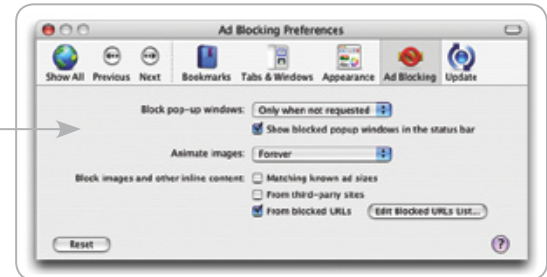 Ad Blocking Preferences
Show All Previous Next Bookmarks Tabs & Windows Appearance Ad Blocking Update
Block pop-up windows: Only when not requested
Show blocked popup windows in the status bar
Animate images: Forever
Block images and other inline content: Matching known ad sizes
From third-party sites
From blocked URLs Edit Blocked URLs List...
Reset ?